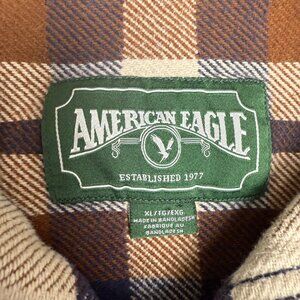 AMERICAN EAGLE
ESTABLISHED 1977
XL/TG/EXG
MADE IN BANGLADESH
FABRIQUÉ AU
BANGLADESH